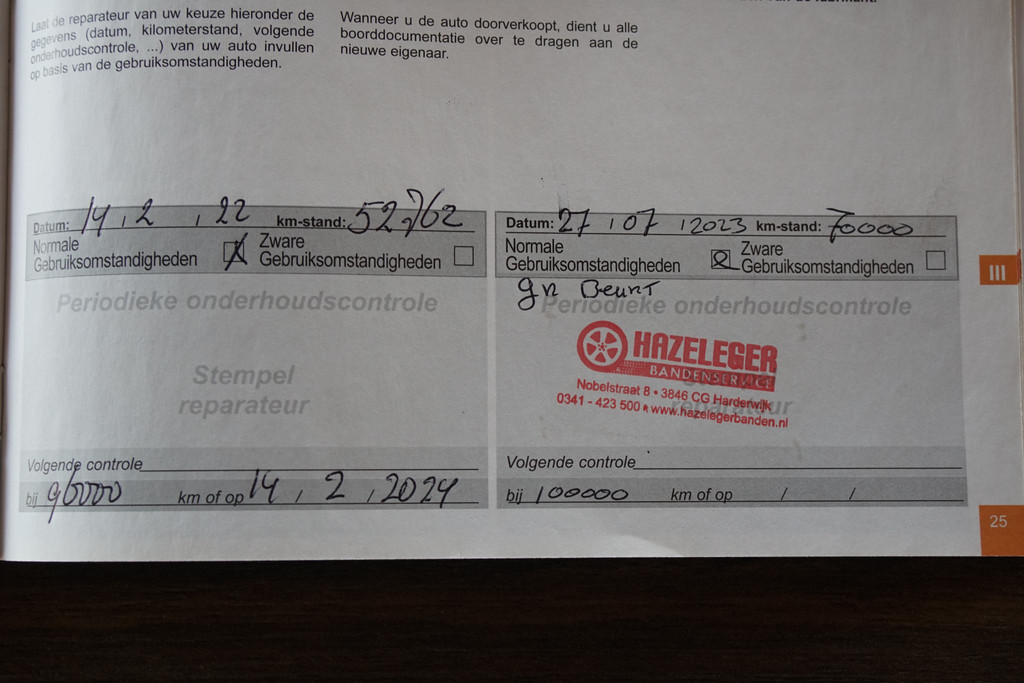 Laat de reparateur van uw keuze hieronder de
gegevens (datum, kilometerstand, volgende
onderhoudscontrole, ...) van uw auto invullen
op basis van de gebruiksomstandigheden.
Wanneer u de auto doorverkoopt, dient u alle
boorddocumentatie over te dragen aan de
nieuwe eigenaar.
Datum: 14, 2, 22 km-stand: 52.762
Normale
Gebruiksomstandigheden
Zware
Gebruiksomstandigheden
Periodieke onderhoudscontrole
Stempel
reparateur
Volgende controle
bij 96000 km of op 14, 2, 2024
Datum: 27 / 07 / 2023 km-stand: 70000
Normale
Gebruiksomstandigheden
Zware
Gebruiksomstandigheden
gn Beurt
Periodieke onderhoudscontrole
HAZELEGER
BANDENSERVICE
Nobelstraat 8 • 3846 CG Harderwijk
0341 - 423 500 • www.hazelegerbanden.nl
reparateur
Volgende controle
bij 100000 km of op / /
III
25